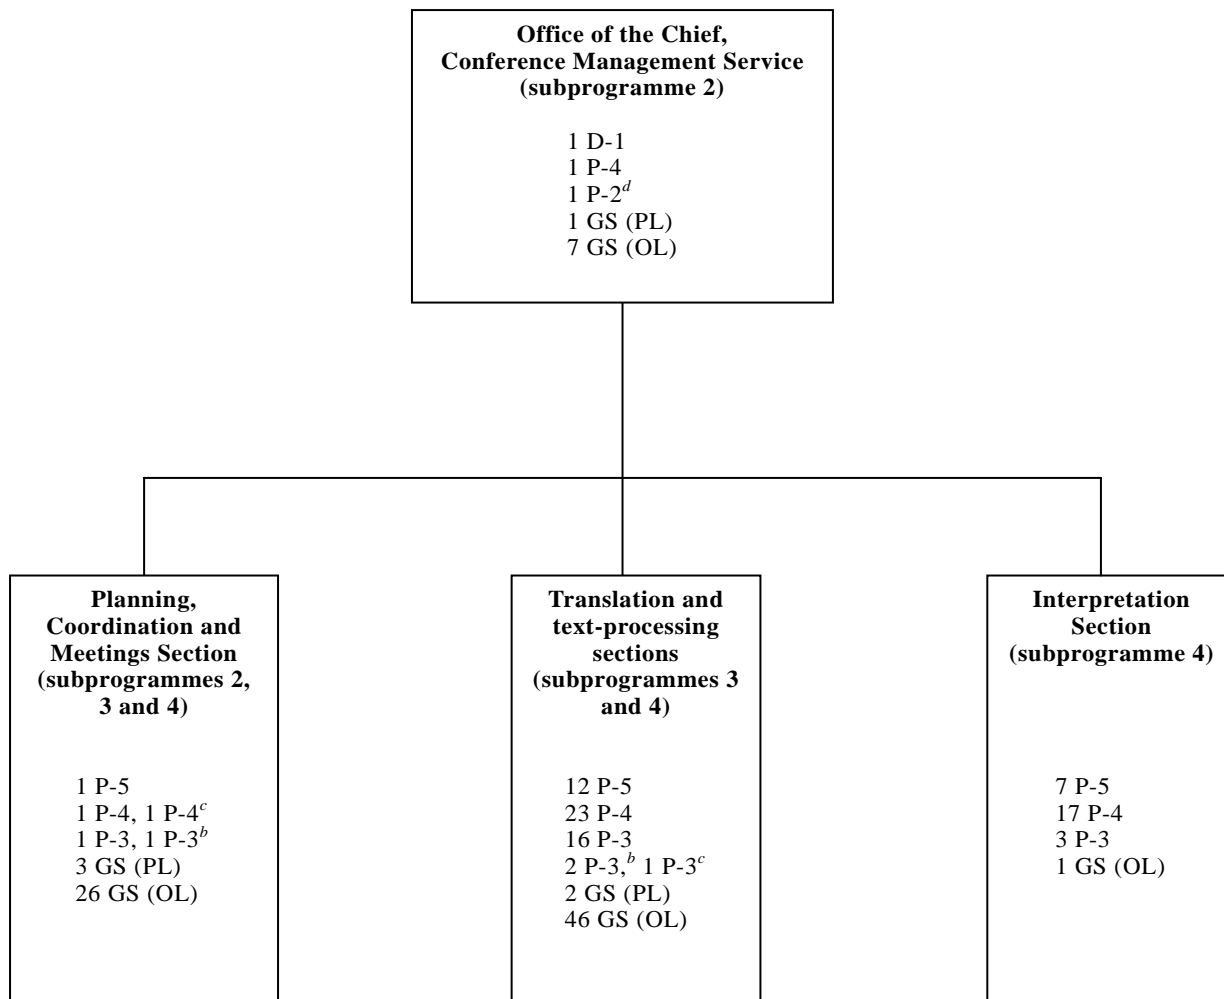 Office of the Chief,
Conference Management Service
(subprogramme 2)
1 D-1
1 P-4
1 P-2ᵈ
1 GS (PL)
7 GS (OL)
Planning,
Coordination and
Meetings Section
(subprogrammes 2,
3 and 4)
1 P-5
1 P-4, 1 P-4ᶜ
1 P-3, 1 P-3ᵇ
3 GS (PL)
26 GS (OL)
Translation and
text-processing
sections
(subprogrammes 3
and 4)
12 P-5
23 P-4
16 P-3
2 P-3,ᵇ 1 P-3ᶜ
2 GS (PL)
46 GS (OL)
Interpretation
Section
(subprogramme 4)
7 P-5
17 P-4
3 P-3
1 GS (OL)